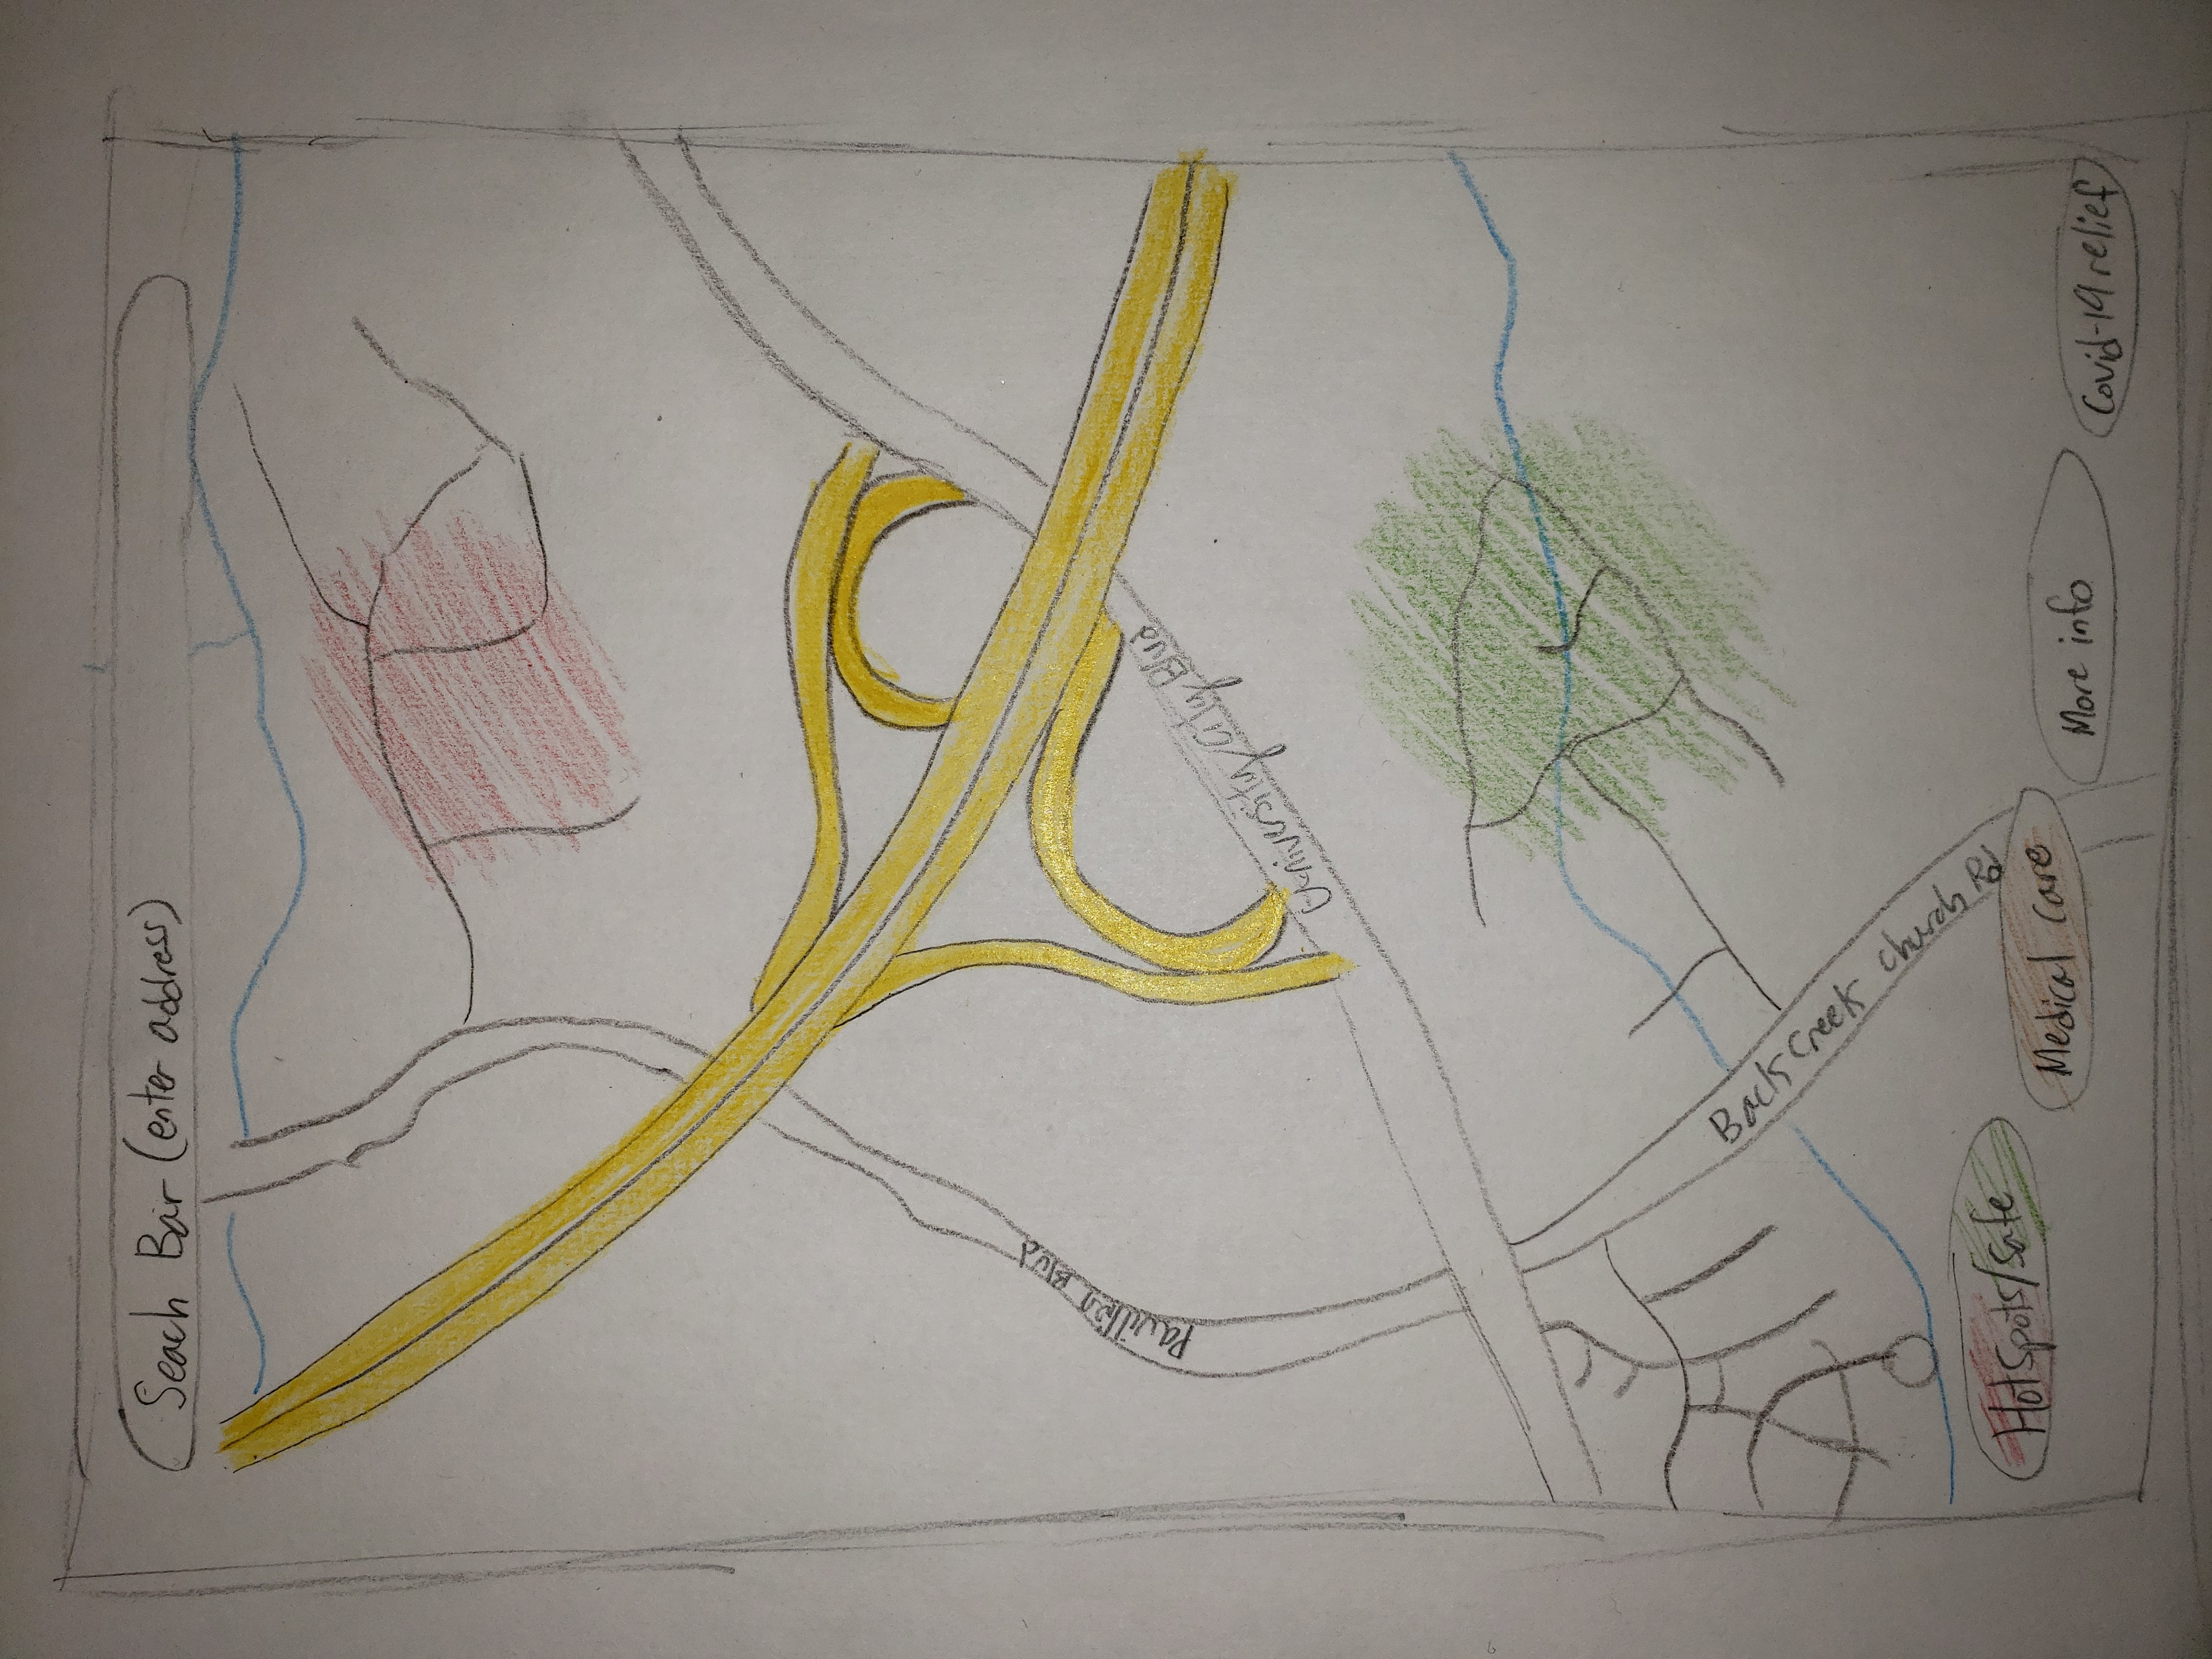 Seach Bar (enter address)
Pavillion Blvd
University City Blvd
Back Creek church Rd
Hotspots/safe
Medical care
More info
Covid-19 relief